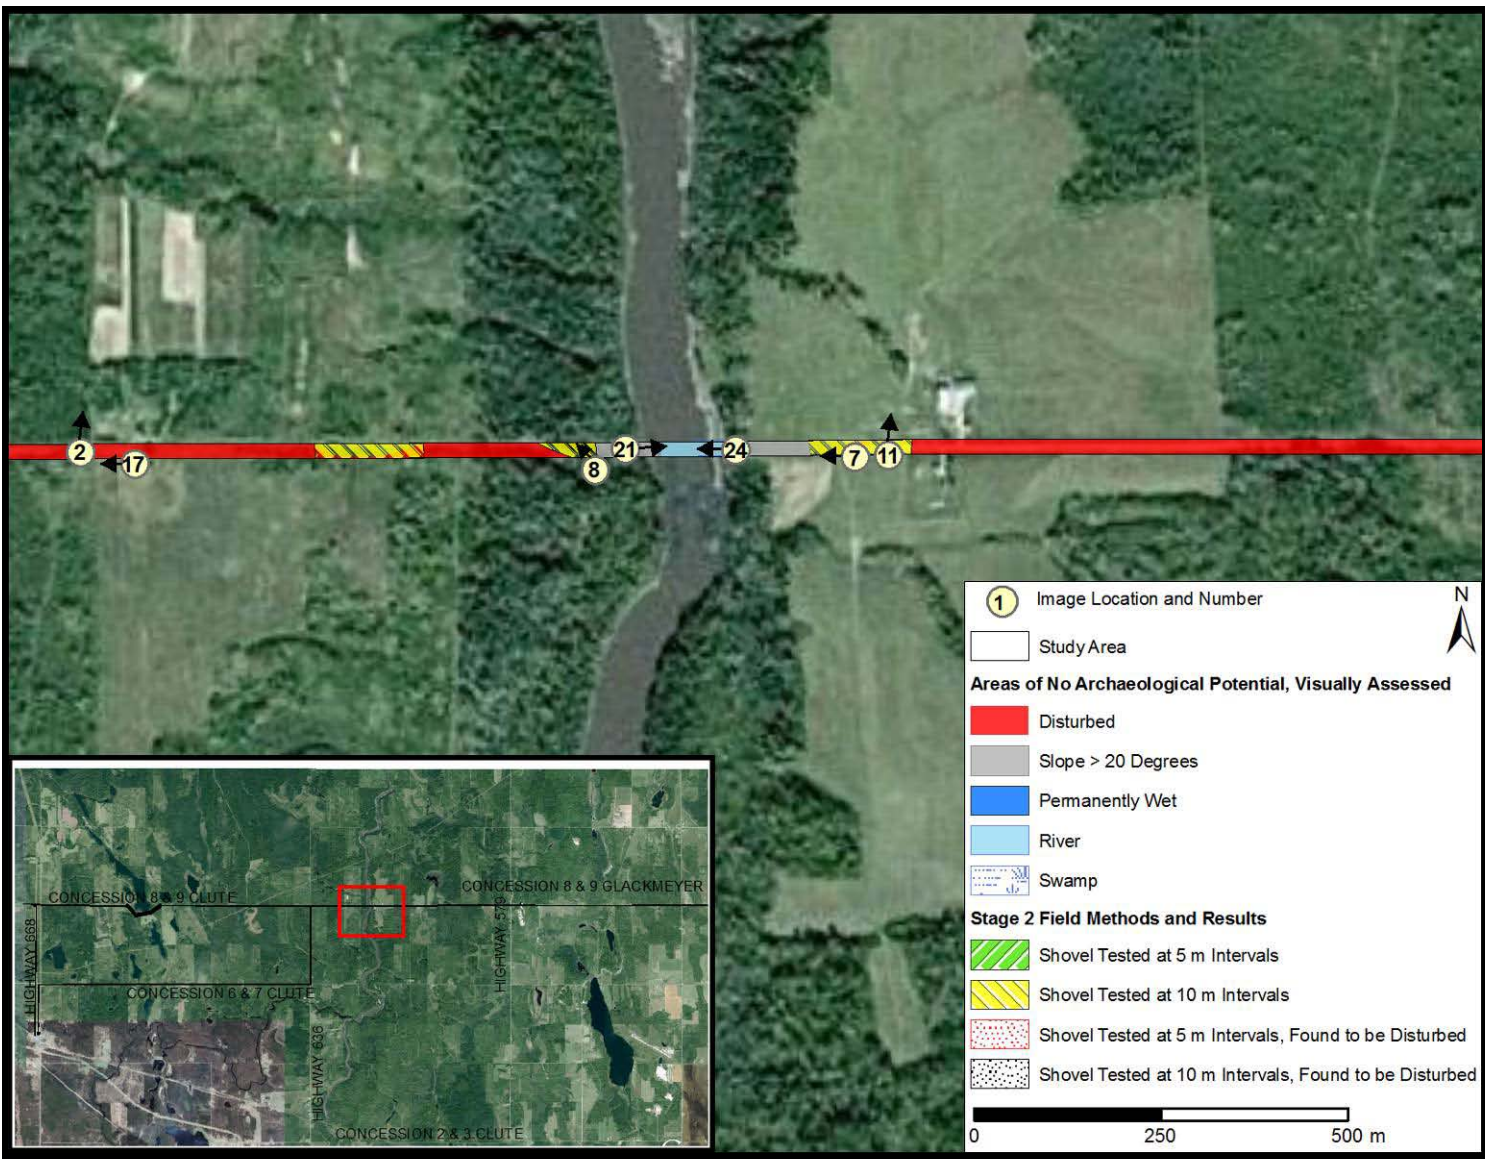 2
17
21
8
24
7
11
1 Image Location and Number
N
Study Area
Areas of No Archaeological Potential, Visually Assessed
Disturbed
Slope > 20 Degrees
Permanently Wet
River
Swamp
Stage 2 Field Methods and Results
Shovel Tested at 5 m Intervals
Shovel Tested at 10 m Intervals
Shovel Tested at 5 m Intervals, Found to be Disturbed
Shovel Tested at 10 m Intervals, Found to be Disturbed
0 250 500 m
CONCESSION 8 & 9 CLUTE
CONCESSION 8 & 9 GLACKMEYER
HIGHWAY 668
HIGHWAY 579
CONCESSION 6 & 7 CLUTE
HIGHWAY 636
CONCESSION 2 & 3 CLUTE